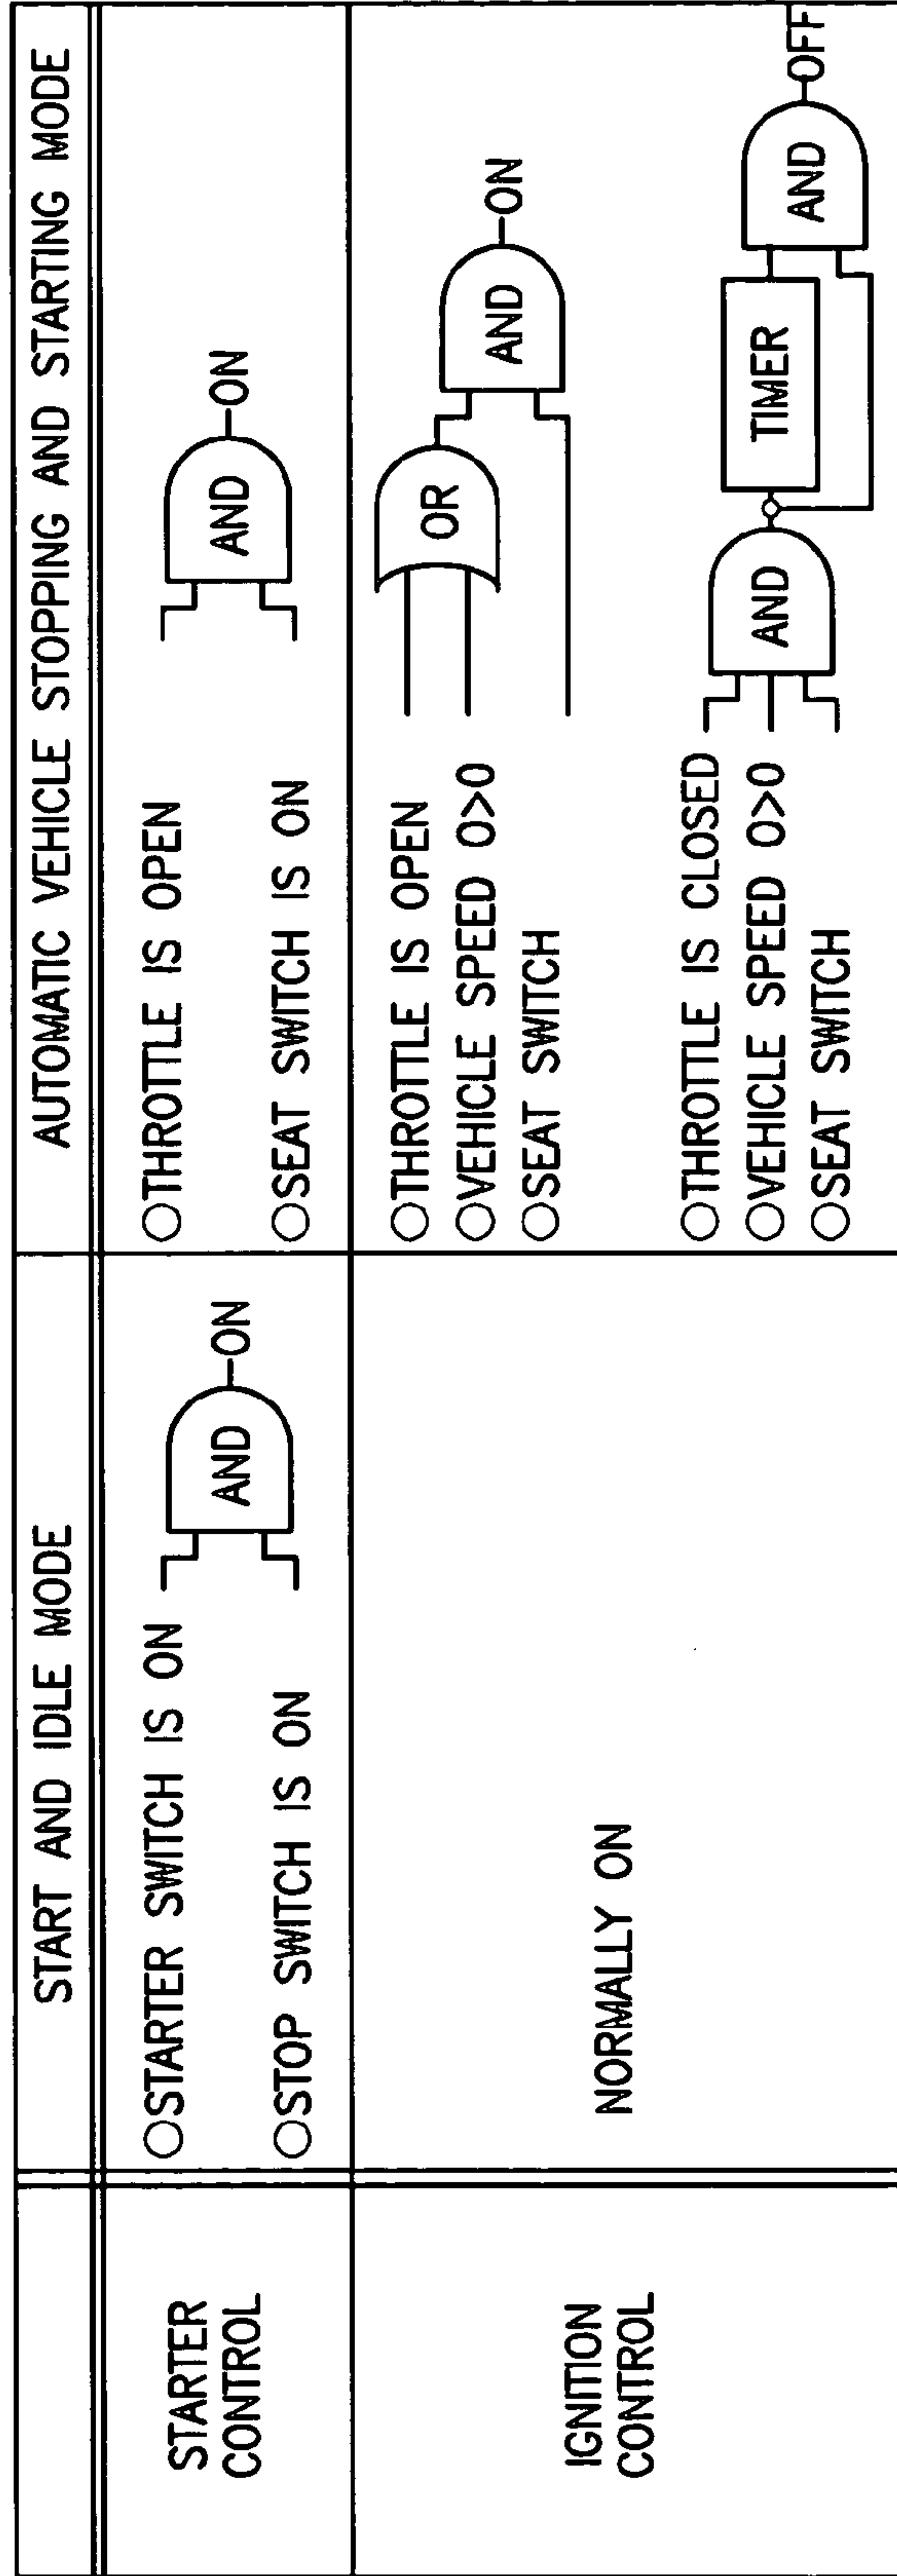 START AND IDLE MODE
AUTOMATIC VEHICLE STOPPING AND STARTING MODE
STARTER
CONTROL
○STARTER SWITCH IS ON
○STOP SWITCH IS ON
AND
ON
○THROTTLE IS OPEN
○SEAT SWITCH IS ON
AND
ON
IGNITION
CONTROL
NORMALLY ON
○THROTTLE IS OPEN
○VEHICLE SPEED 0>0
○SEAT SWITCH
OR
AND
ON
○THROTTLE IS CLOSED
○VEHICLE SPEED 0>0
○SEAT SWITCH
AND
TIMER
AND
OFF